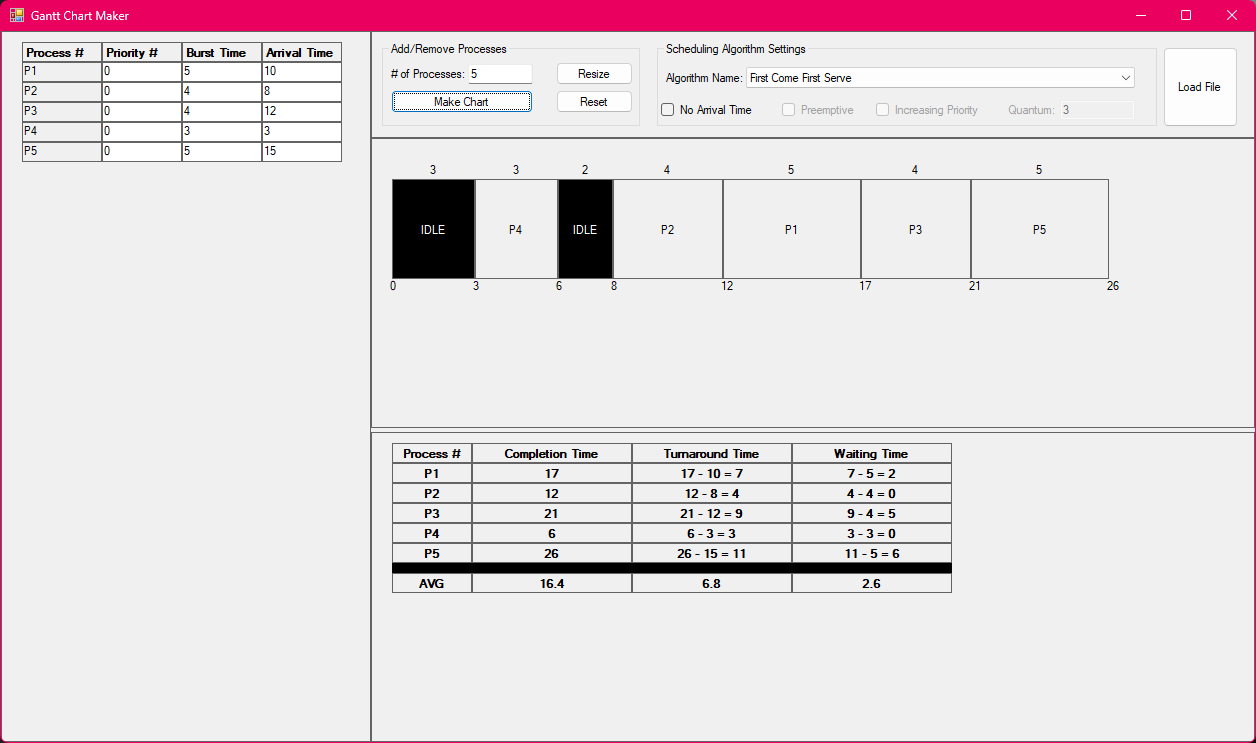 Gantt Chart Maker
Process # Priority # Burst Time Arrival Time
P1 0 5 10
P2 0 4 8
P3 0 4 12
P4 0 3 3
P5 0 5 15
Add/Remove Processes
# of Processes: 5 Resize
Make Chart Reset
Scheduling Algorithm Settings
Algorithm Name: First Come First Serve
No Arrival Time Preemptive Increasing Priority Quantum: 3
Load File
3 3 2 4 5 4 5
IDLE P4 IDLE P2 P1 P3 P5
0 3 6 8 12 17 21 26
Process # Completion Time Turnaround Time Waiting Time
P1 17 17 - 10 = 7 7 - 5 = 2
P2 12 12 - 8 = 4 4 - 4 = 0
P3 21 21 - 12 = 9 9 - 4 = 5
P4 6 6 - 3 = 3 3 - 3 = 0
P5 26 26 - 15 = 11 11 - 5 = 6
AVG 16.4 6.8 2.6